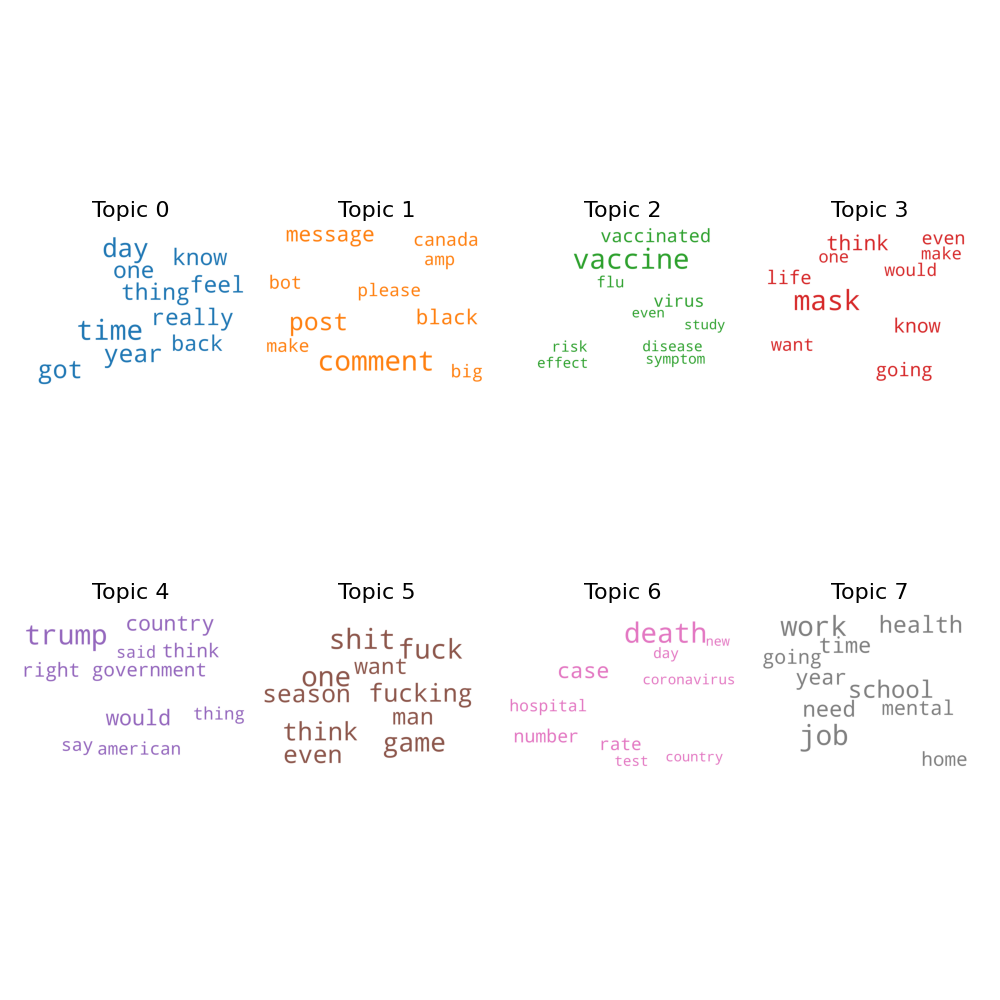 Topic 0
day
know
one
thing feel
time really
year back
got
Topic 1
message
canada
amp
bot
please
post
black
make
comment
big
Topic 2
vaccinated
vaccine
flu
virus
even
study
risk
disease
effect
symptom
Topic 3
think
even
one
make
life
would
mask
know
want
going
Topic 4
trump country
said think
right government
would thing
say american
Topic 5
shit fuck
one want
season fucking
man
think game
even
Topic 6
death new
day
case
coronavirus
hospital
number
rate
test country
Topic 7
work health
going time
year school
need mental
job
home